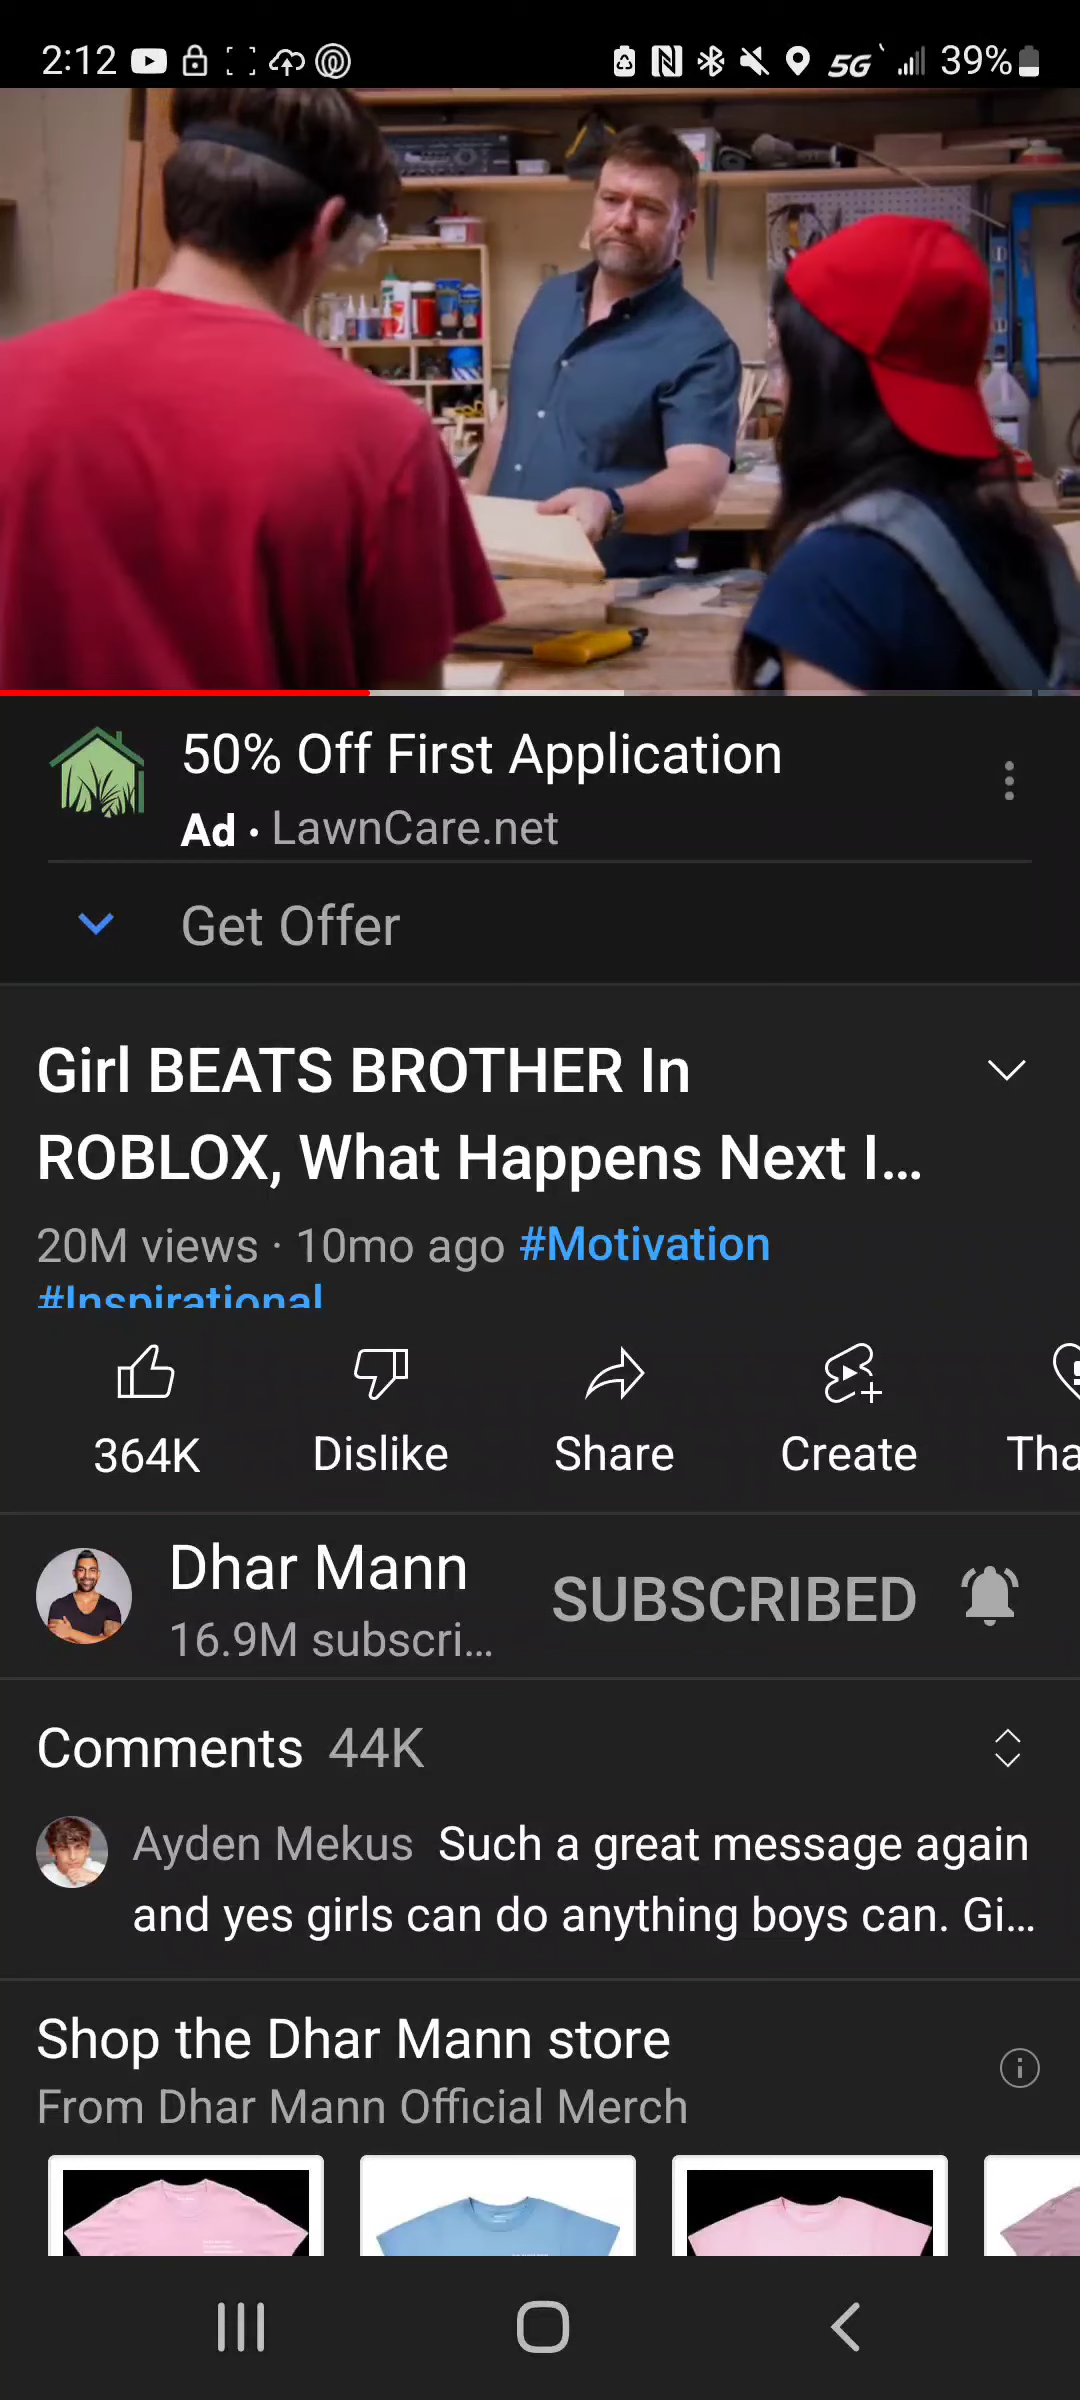 2:12
5G 39%
50% Off First Application
Ad · LawnCare.net
Get Offer
Girl BEATS BROTHER In
ROBLOX, What Happens Next I...
20M views · 10mo ago #Motivation
#Inspirational
364K Dislike Share Create Tha
Dhar Mann
16.9M subscri...
SUBSCRIBED
Comments 44K
Ayden Mekus Such a great message again
and yes girls can do anything boys can. Gi...
Shop the Dhar Mann store
From Dhar Mann Official Merch